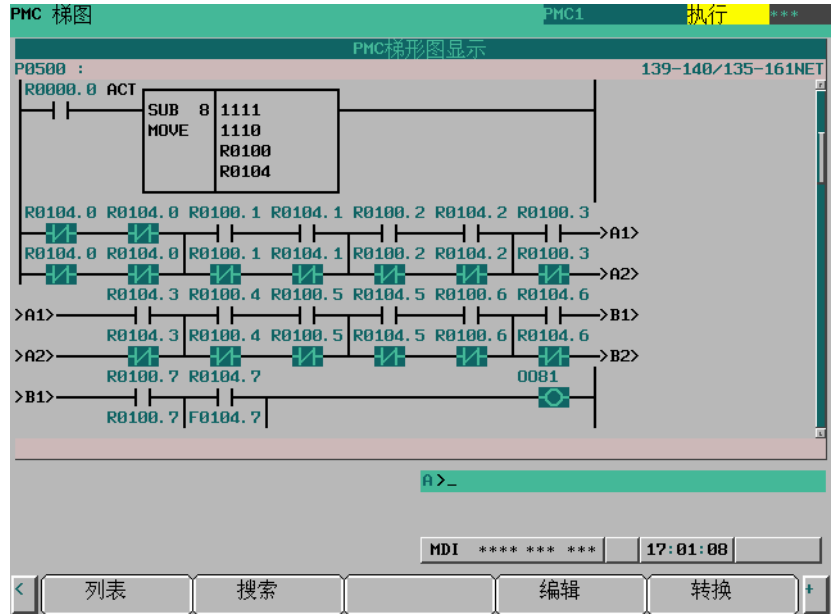 PMC 梯图 PMC1 执行 ***
PMC梯形图显示
P0500 : 139-140/135-161NET
R0000.0 ACT
SUB 8 1111
MOVE 1110
R0100
R0104
R0104.0 R0104.0 R0100.1 R0104.1 R0100.2 R0104.2 R0100.3
>A1>
R0104.0 R0104.0 R0100.1 R0104.1 R0100.2 R0104.2 R0100.3
>A2>
R0104.3 R0100.4 R0100.5 R0104.5 R0100.6 R0104.6
>A1> >B1>
R0104.3 R0100.4 R0100.5 R0104.5 R0100.6 R0104.6
>A2> >B2>
R0100.7 R0104.7 O081
>B1>
R0100.7 F0104.7
A>_
MDI **** *** *** 17:01:08
< 列表 搜索 编辑 转换 +